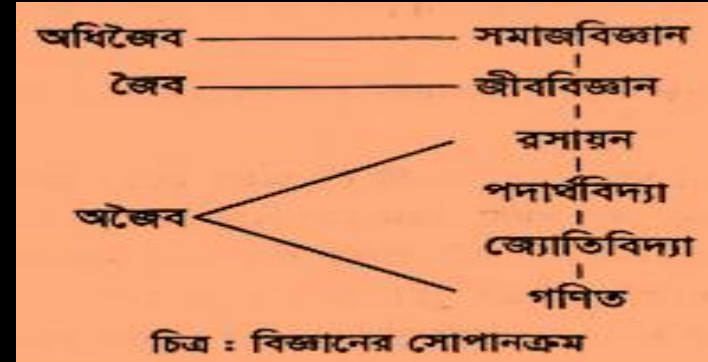 অধিজৈব সমাজবিজ্ঞান
জৈব জীববিজ্ঞান
রসায়ন
পদার্থবিদ্যা
অজৈব
জ্যোতিবিদ্যা
গণিত
চিত্র : বিজ্ঞানের সোপানক্রম